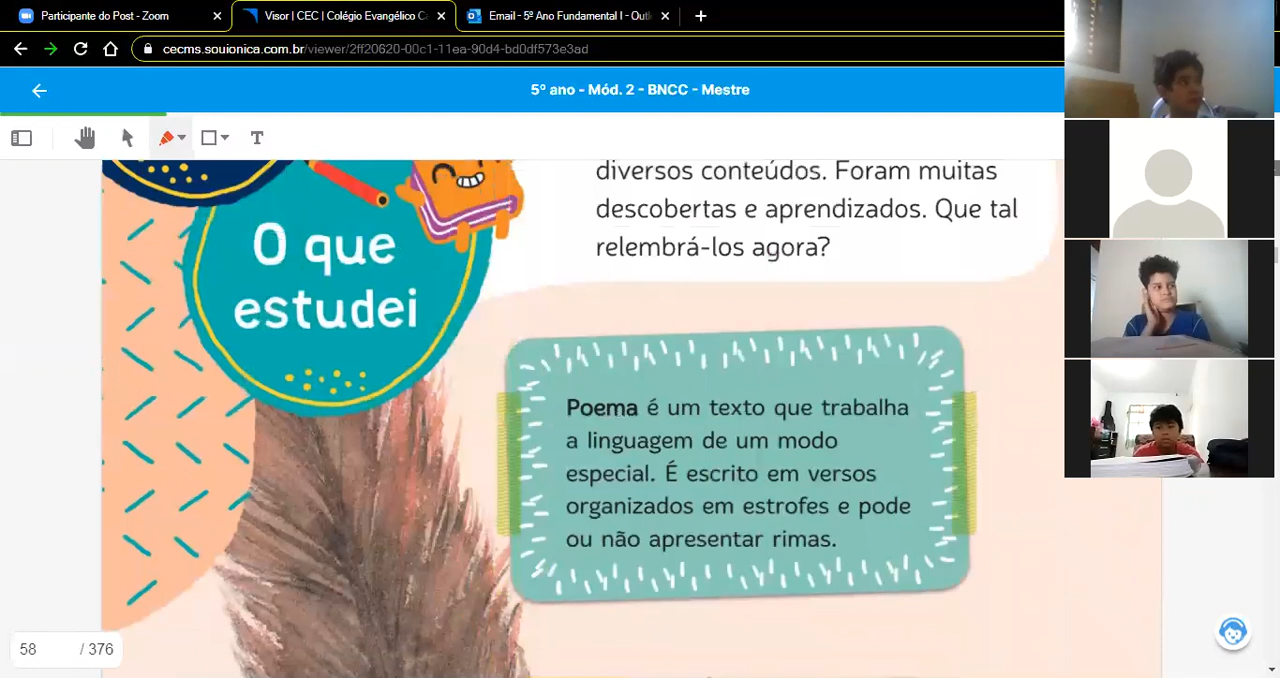 Participante do Post - Zoom
Visor | CEC | Colégio Evangélico Ca
Email - 5º Ano Fundamental I - Outl
cecms.souionica.com.br/viewer/2ff20620-00c1-11ea-90d4-bd0df573e3ad
5º ano - Mód. 2 - BNCC - Mestre
T
diversos conteúdos. Foram muitas
descobertas e aprendizados. Que tal
relembrá-los agora?
O que
estudei
Poema é um texto que trabalha
a linguagem de um modo
especial. É escrito em versos
organizados em estrofes e pode
ou não apresentar rimas.
58 / 376